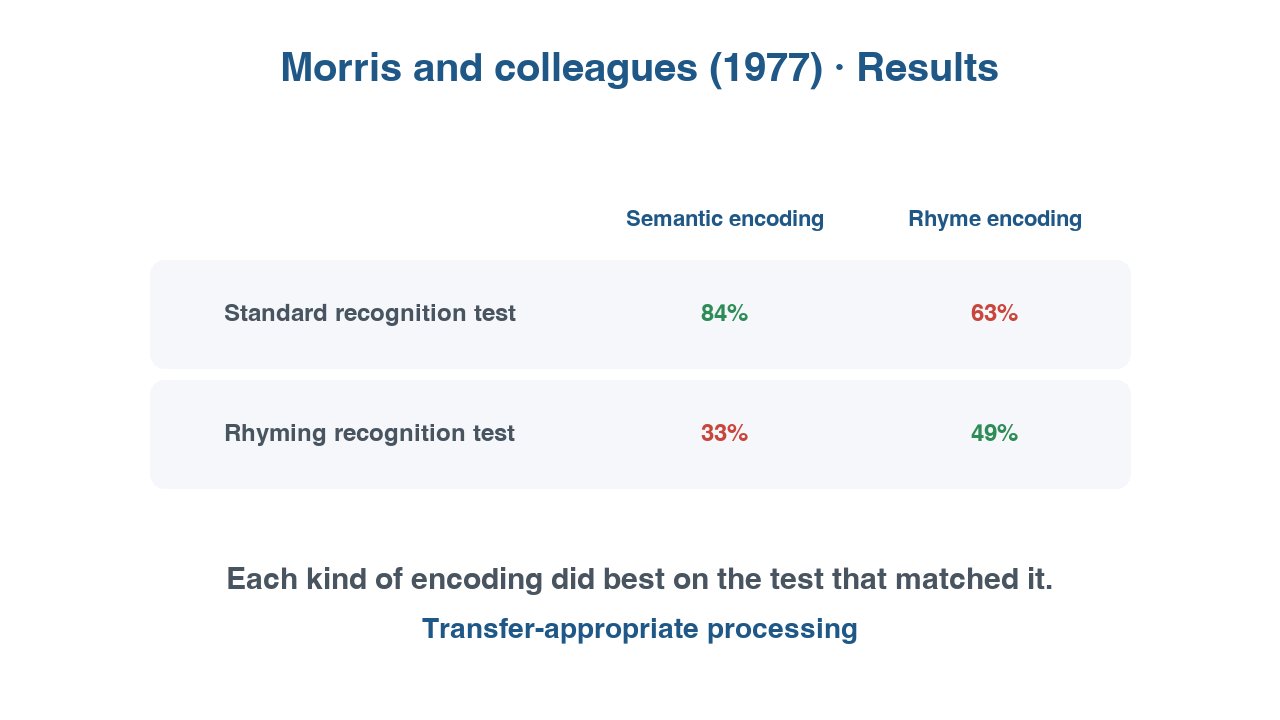 Morris and colleagues (1977) · Results
Semantic encoding Rhyme encoding
Standard recognition test 84% 63%
Rhyming recognition test 33% 49%
Each kind of encoding did best on the test that matched it.
Transfer-appropriate processing